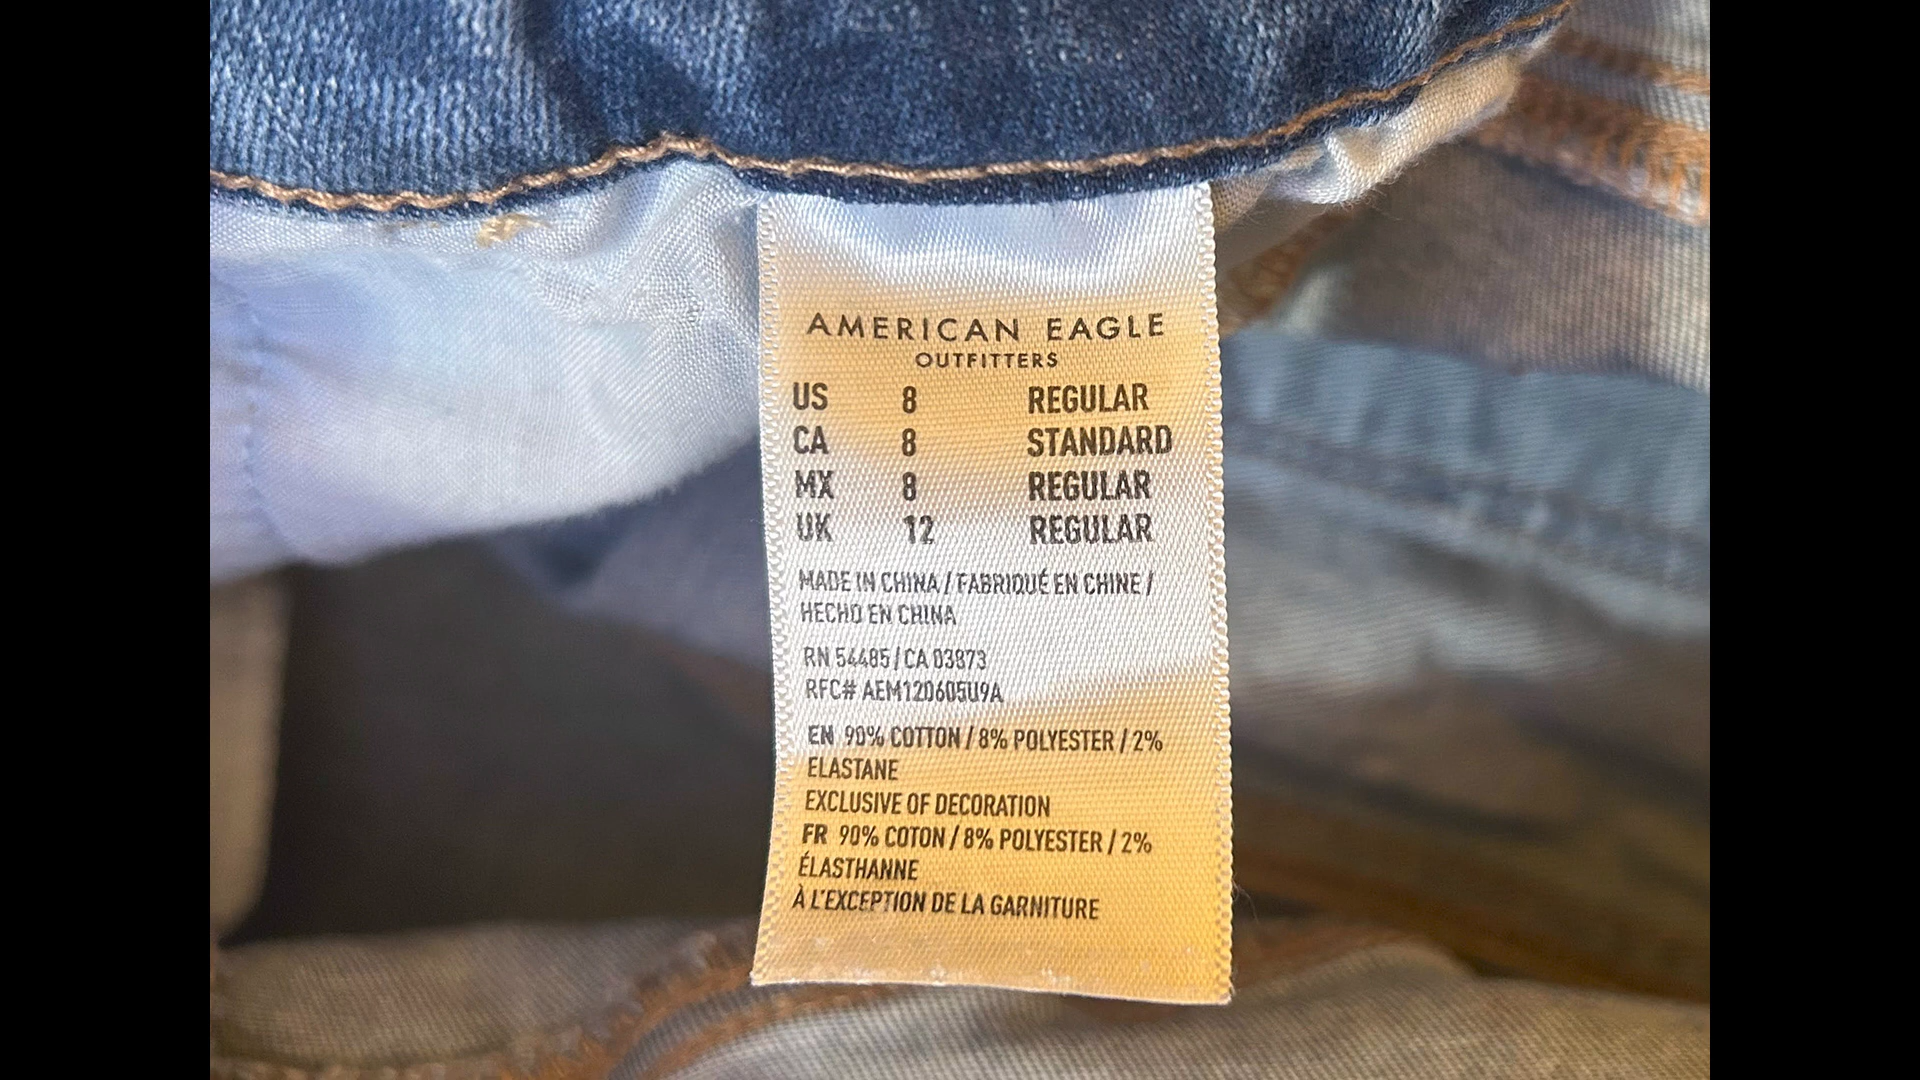 AMERICAN EAGLE
OUTFITTERS
US 8 REGULAR
CA 8 STANDARD
MX 8 REGULAR
UK 12 REGULAR
MADE IN CHINA / FABRIQUÉ EN CHINE /
HECHO EN CHINA
RN 54485 / CA 03873
RFC# AEM120605U9A
EN 90% COTTON / 8% POLYESTER / 2%
ELASTANE
EXCLUSIVE OF DECORATION
FR 90% COTON / 8% POLYESTER / 2%
ÉLASTHANNE
À L'EXCEPTION DE LA GARNITURE